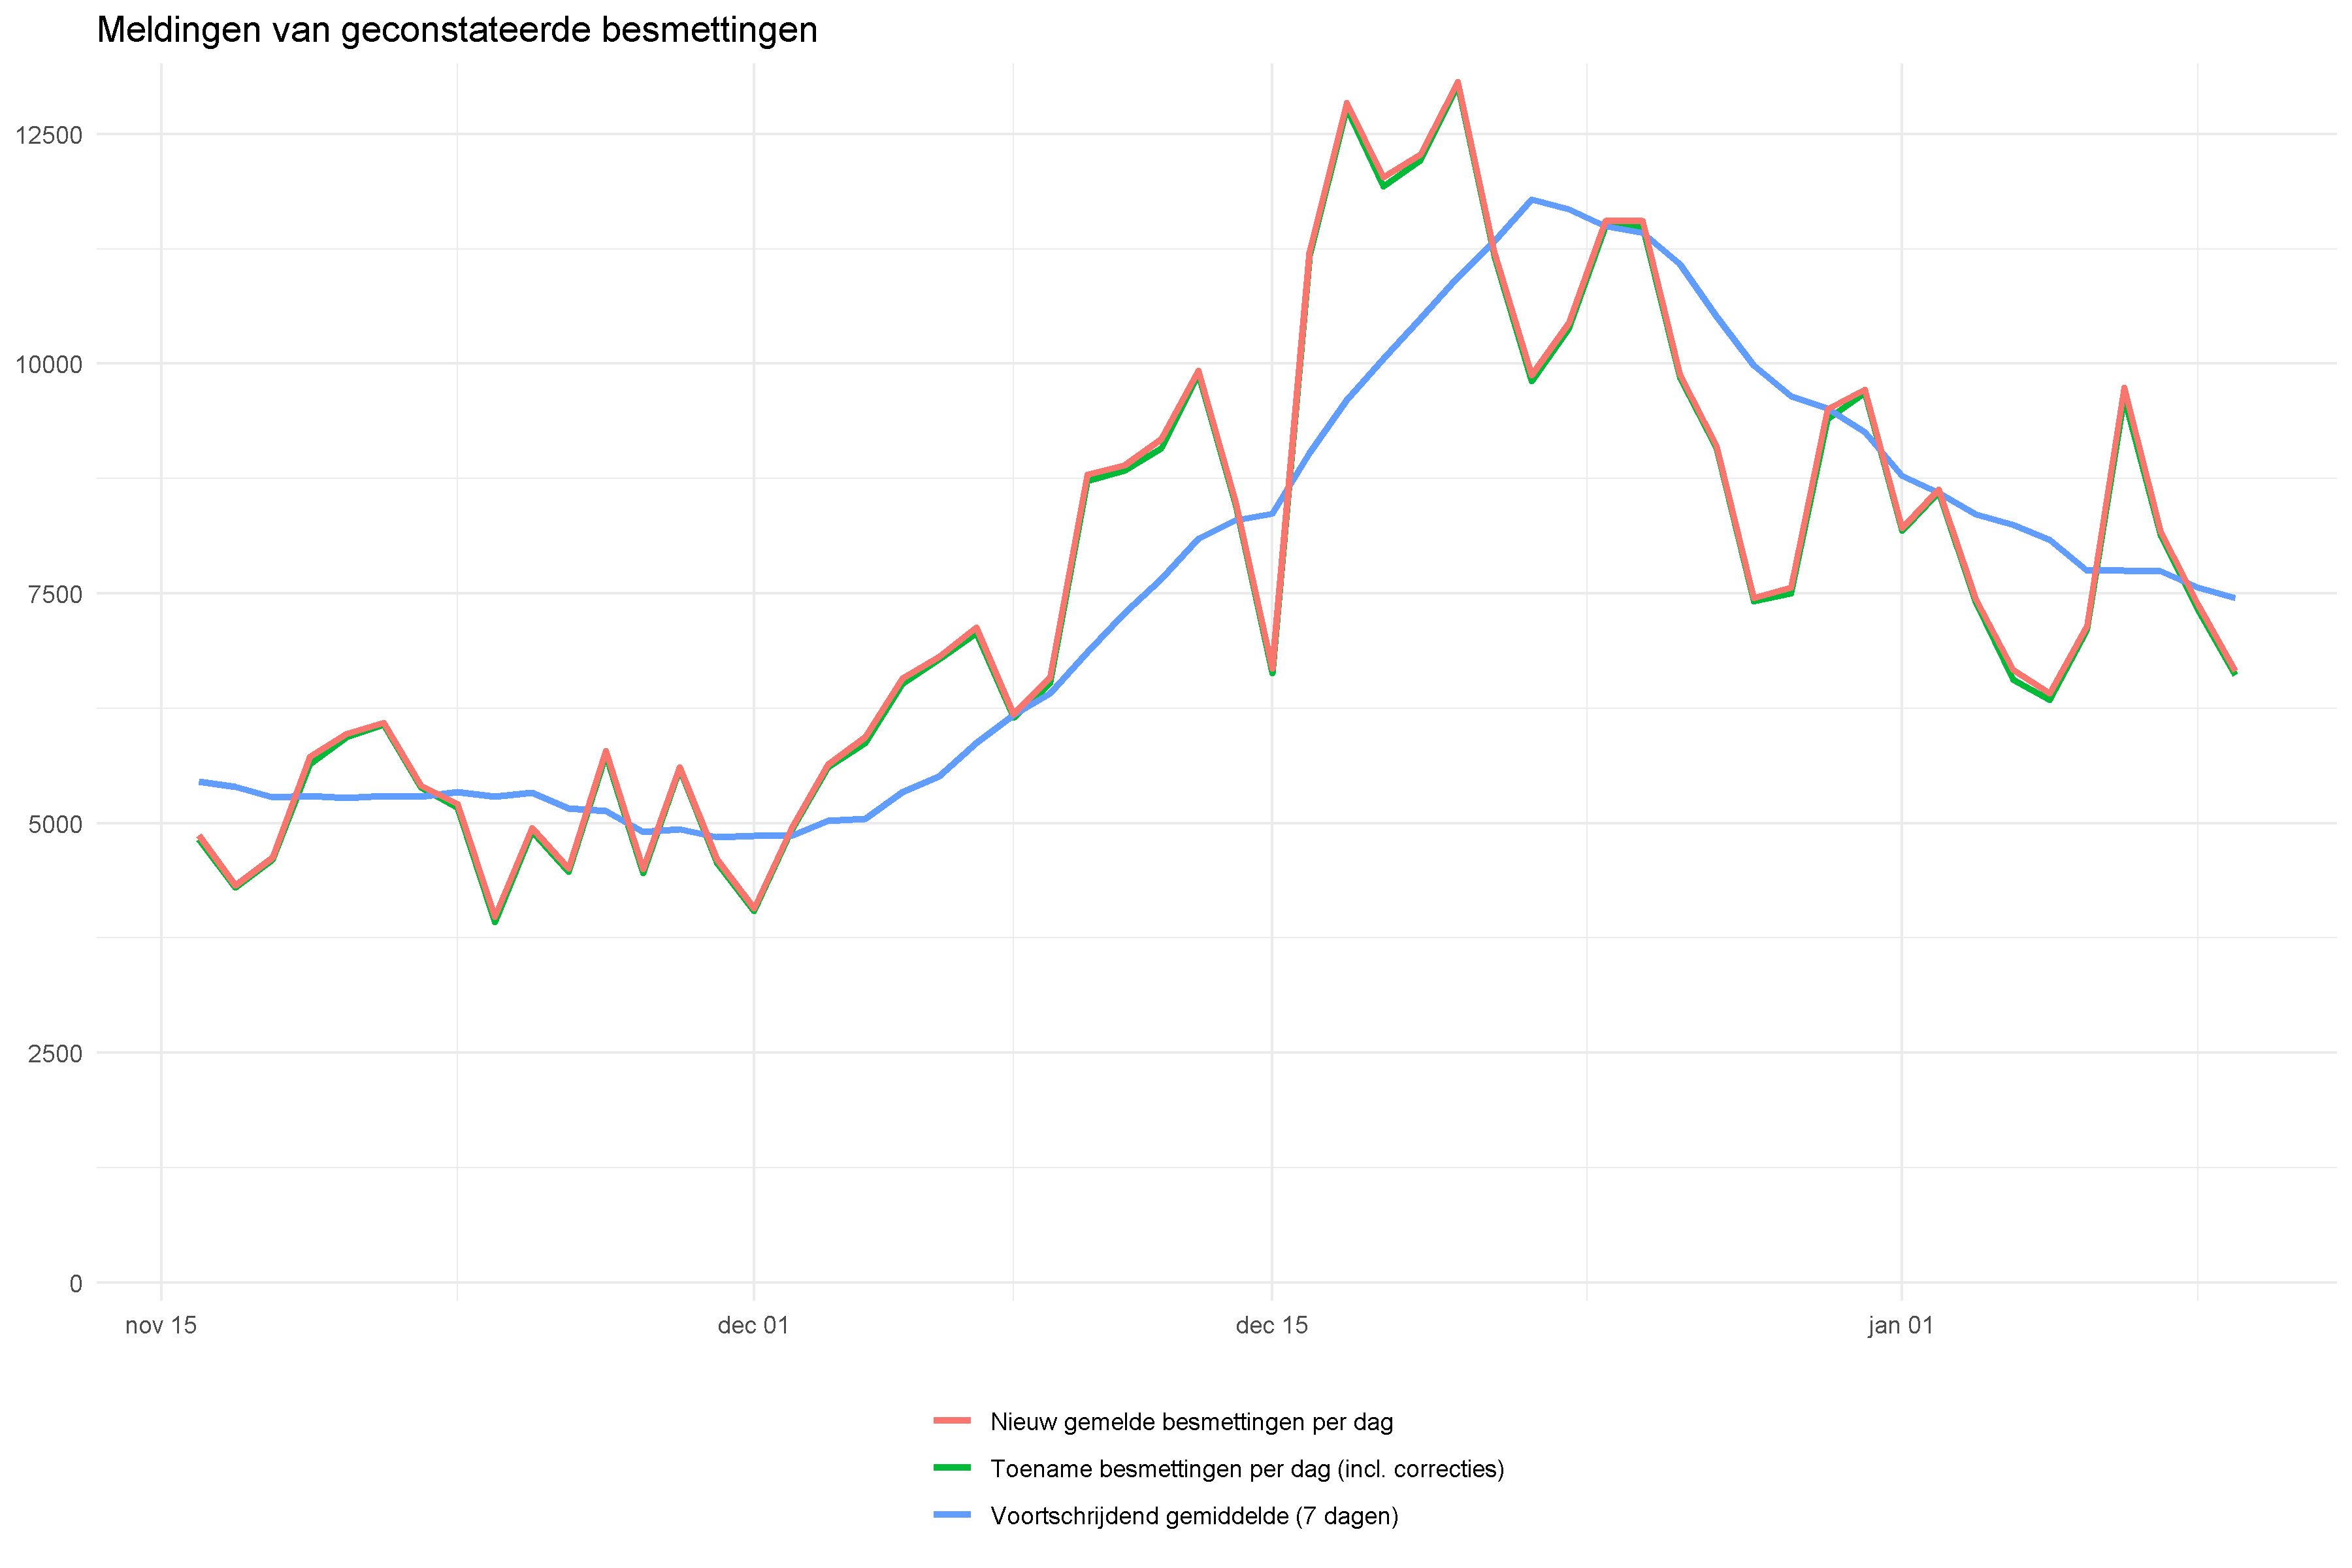 Meldingen van geconstateerde besmettingen
12500
10000
7500
5000
2500
0
nov 15
dec 01
dec 15
jan 01
Nieuw gemelde besmettingen per dag
Toename besmettingen per dag (incl. correcties)
Voortschrijdend gemiddelde (7 dagen)